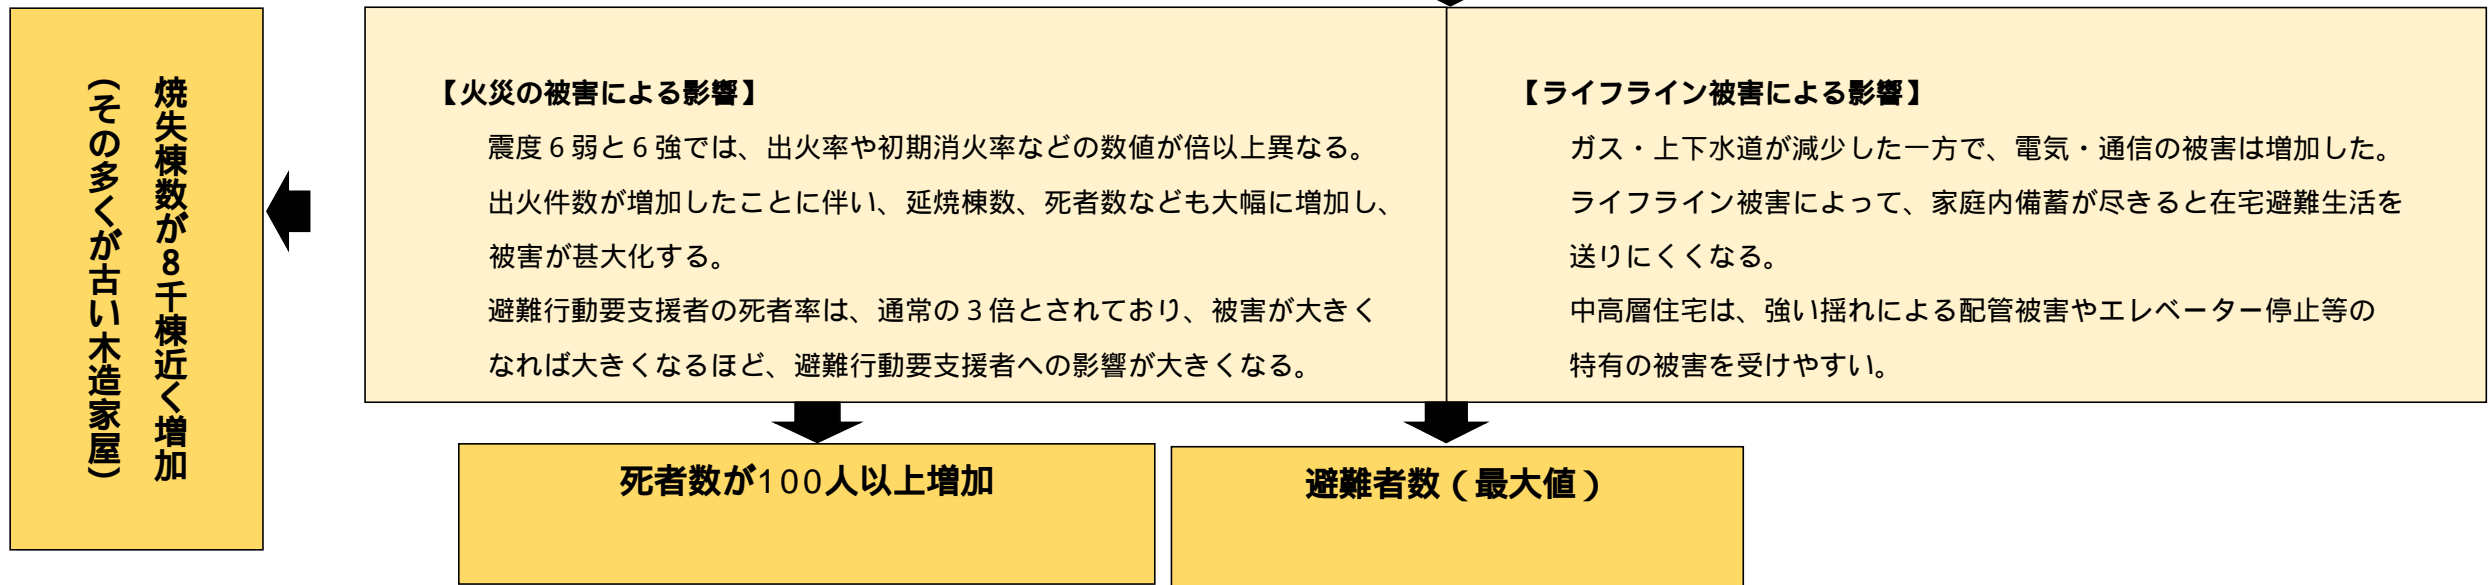 焼失棟数が8千棟近く増加
（その多くが古い木造家屋）
【火災の被害による影響】
震度6弱と6強では、出火率や初期消火率などの数値が倍以上異なる。
出火件数が増加したことに伴い、延焼棟数、死者数なども大幅に増加し、
被害が甚大化する。
避難行動要支援者の死者率は、通常の3倍とされており、被害が大きく
なれば大きくなるほど、避難行動要支援者への影響が大きくなる。
【ライフライン被害による影響】
ガス・上下水道が減少した一方で、電気・通信の被害は増加した。
ライフライン被害によって、家庭内備蓄が尽きると在宅避難生活を
送りにくくなる。
中高層住宅は、強い揺れによる配管被害やエレベーター停止等の
特有の被害を受けやすい。
死者数が100人以上増加
避難者数（最大値）